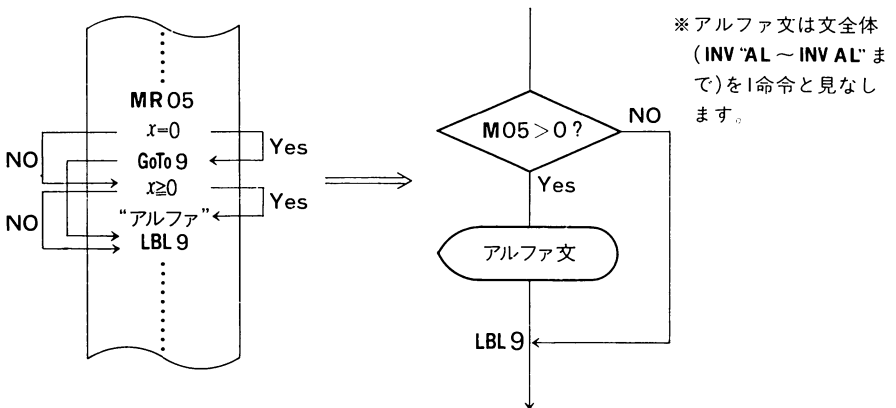 MR 05
x=0
NO
Yes
GoTo 9
x≧0
NO
Yes
“アルファ”
LBL 9
M05>0?
NO
Yes
アルファ文
LBL 9
※アルファ文は文全体
(INV “AL ～ INV AL” ま
で)を1命令と見なし
ます。